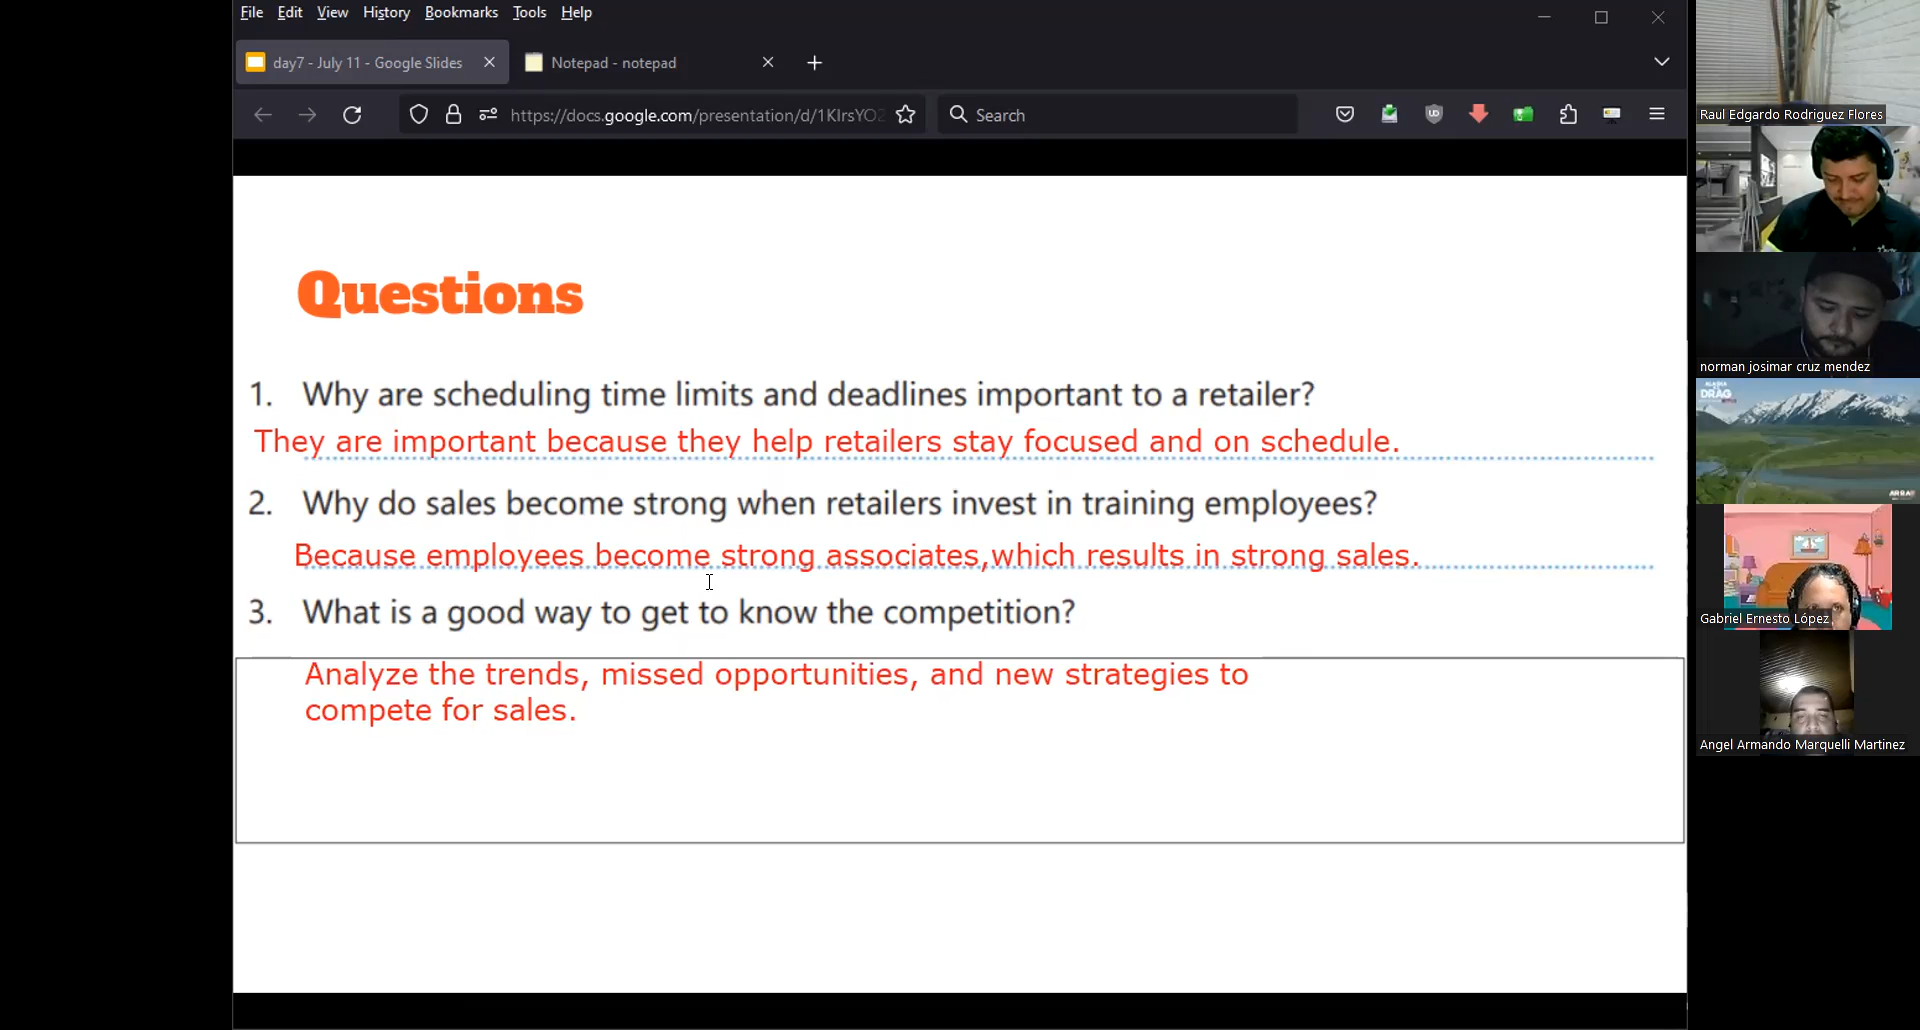 File Edit View History Bookmarks Tools Help
day7 - July 11 - Google Slides
Notepad - notepad
https://docs.google.com/presentation/d/1KIrsYO
Search
Questions
1. Why are scheduling time limits and deadlines important to a retailer?
They are important because they help retailers stay focused and on schedule.
2. Why do sales become strong when retailers invest in training employees?
Because employees become strong associates,which results in strong sales.
3. What is a good way to get to know the competition?
Analyze the trends, missed opportunities, and new strategies to
compete for sales.
Raul Edgardo Rodriguez Flores
norman josimar cruz mendez
DRAG
Gabriel Ernesto López
Angel Armando Marquelli Martinez